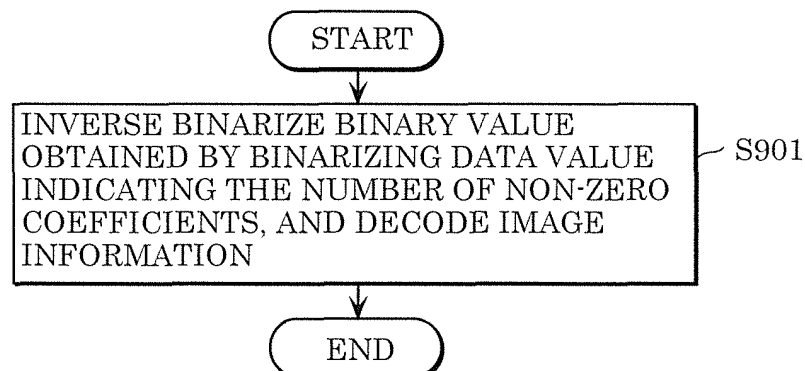 START
INVERSE BINARIZE BINARY VALUE
OBTAINED BY BINARIZING DATA VALUE
INDICATING THE NUMBER OF NON-ZERO
COEFFICIENTS, AND DECODE IMAGE
INFORMATION
S901
END